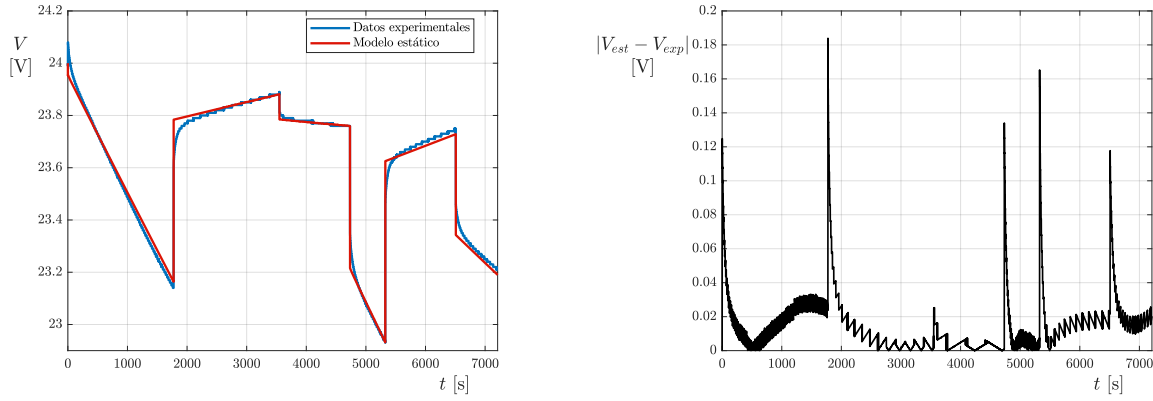 24.2
24
23.8
23.6
23.4
23.2
23
V
[V]
Datos experimentales
Modelo estático
0 1000 2000 3000 4000 5000 6000 7000
t [s]
0.2
0.18
0.16
0.14
0.12
0.1
0.08
0.06
0.04
0.02
0
|V_est − V_exp|
[V]
0 1000 2000 3000 4000 5000 6000 7000
t [s]